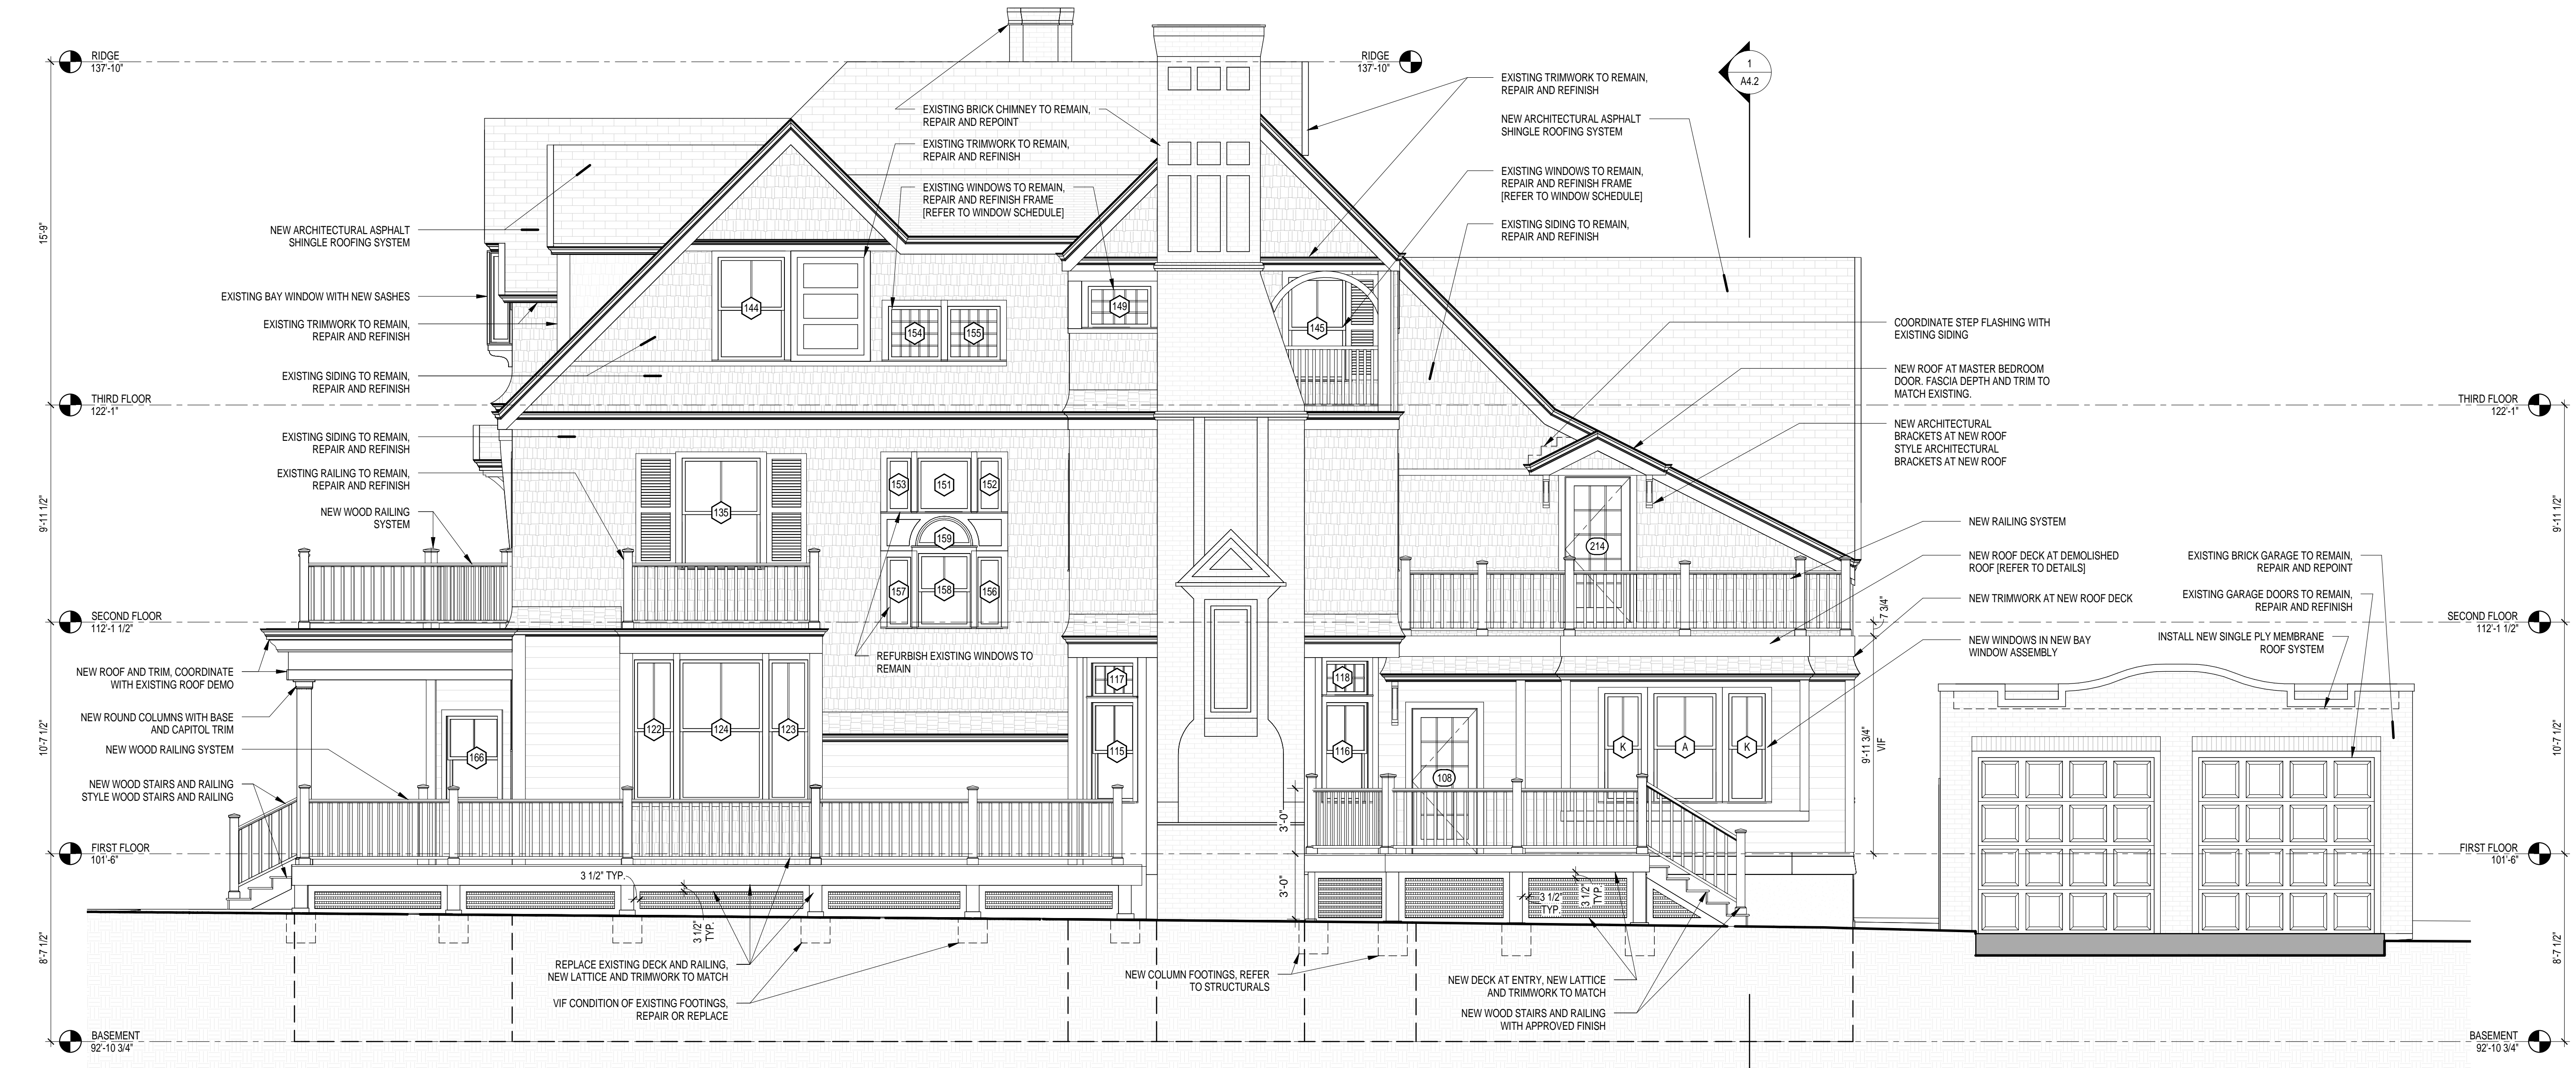 RIDGE
137'-10"
15'-9"
THIRD FLOOR
122'-1"
9'-11 1/2"
SECOND FLOOR
112'-1 1/2"
10'-7 1/2"
FIRST FLOOR
101'-6"
8'-7 1/2"
BASEMENT
92'-10 3/4"
NEW ARCHITECTURAL ASPHALT
SHINGLE ROOFING SYSTEM
EXISTING BAY WINDOW WITH NEW SASHES
EXISTING TRIMWORK TO REMAIN,
REPAIR AND REFINISH
EXISTING SIDING TO REMAIN,
REPAIR AND REFINISH
EXISTING SIDING TO REMAIN,
REPAIR AND REFINISH
EXISTING RAILING TO REMAIN,
REPAIR AND REFINISH
NEW WOOD RAILING
SYSTEM
NEW ROOF AND TRIM, COORDINATE
WITH EXISTING ROOF DEMO
NEW ROUND COLUMNS WITH BASE
AND CAPITOL TRIM
NEW WOOD RAILING SYSTEM
NEW WOOD STAIRS AND RAILING
STYLE WOOD STAIRS AND RAILING
EXISTING BRICK CHIMNEY TO REMAIN,
REPAIR AND REPOINT
EXISTING TRIMWORK TO REMAIN,
REPAIR AND REFINISH
EXISTING WINDOWS TO REMAIN,
REPAIR AND REFINISH FRAME
[REFER TO WINDOW SCHEDULE]
144
154
155
149
145
135
153
151
152
159
157
158
156
REFURBISH EXISTING WINDOWS TO
REMAIN
166
122
124
123
117
115
118
116
108
214
K
A
K
3'-0"
3'-0"
3 1/2" TYP.
3 1/2"
TYP.
3 1/2"
TYP.
3 1/2"
TYP.
REPLACE EXISTING DECK AND RAILING,
NEW LATTICE AND TRIMWORK TO MATCH
VIF CONDITION OF EXISTING FOOTINGS,
REPAIR OR REPLACE
NEW COLUMN FOOTINGS, REFER
TO STRUCTURALS
NEW DECK AT ENTRY, NEW LATTICE
AND TRIMWORK TO MATCH
NEW WOOD STAIRS AND RAILING
WITH APPROVED FINISH
RIDGE
137'-10"
EXISTING TRIMWORK TO REMAIN,
REPAIR AND REFINISH
NEW ARCHITECTURAL ASPHALT
SHINGLE ROOFING SYSTEM
EXISTING WINDOWS TO REMAIN,
REPAIR AND REFINISH FRAME
[REFER TO WINDOW SCHEDULE]
EXISTING SIDING TO REMAIN,
REPAIR AND REFINISH
1
A4.2
COORDINATE STEP FLASHING WITH
EXISTING SIDING
NEW ROOF AT MASTER BEDROOM
DOOR. FASCIA DEPTH AND TRIM TO
MATCH EXISTING.
NEW ARCHITECTURAL
BRACKETS AT NEW ROOF
STYLE ARCHITECTURAL
BRACKETS AT NEW ROOF
NEW RAILING SYSTEM
NEW ROOF DECK AT DEMOLISHED
ROOF [REFER TO DETAILS]
NEW TRIMWORK AT NEW ROOF DECK
NEW WINDOWS IN NEW BAY
WINDOW ASSEMBLY
7 3/4"
9'-11 3/4"
VIF
EXISTING BRICK GARAGE TO REMAIN,
REPAIR AND REPOINT
EXISTING GARAGE DOORS TO REMAIN,
REPAIR AND REFINISH
INSTALL NEW SINGLE PLY MEMBRANE
ROOF SYSTEM
THIRD FLOOR
122'-1"
9'-11 1/2"
SECOND FLOOR
112'-1 1/2"
10'-7 1/2"
FIRST FLOOR
101'-6"
8'-7 1/2"
BASEMENT
92'-10 3/4"